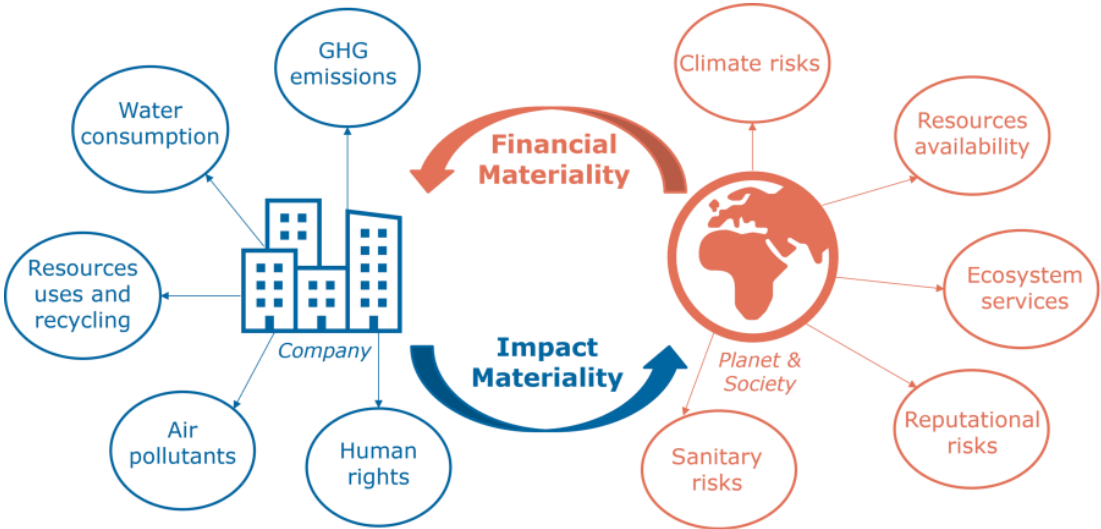 GHG
emissions
Water
consumption
Resources
uses and
recycling
Air
pollutants
Human
rights
Company
Financial
Materiality
Impact
Materiality
Planet &
Society
Climate risks
Resources
availability
Ecosystem
services
Reputational
risks
Sanitary
risks